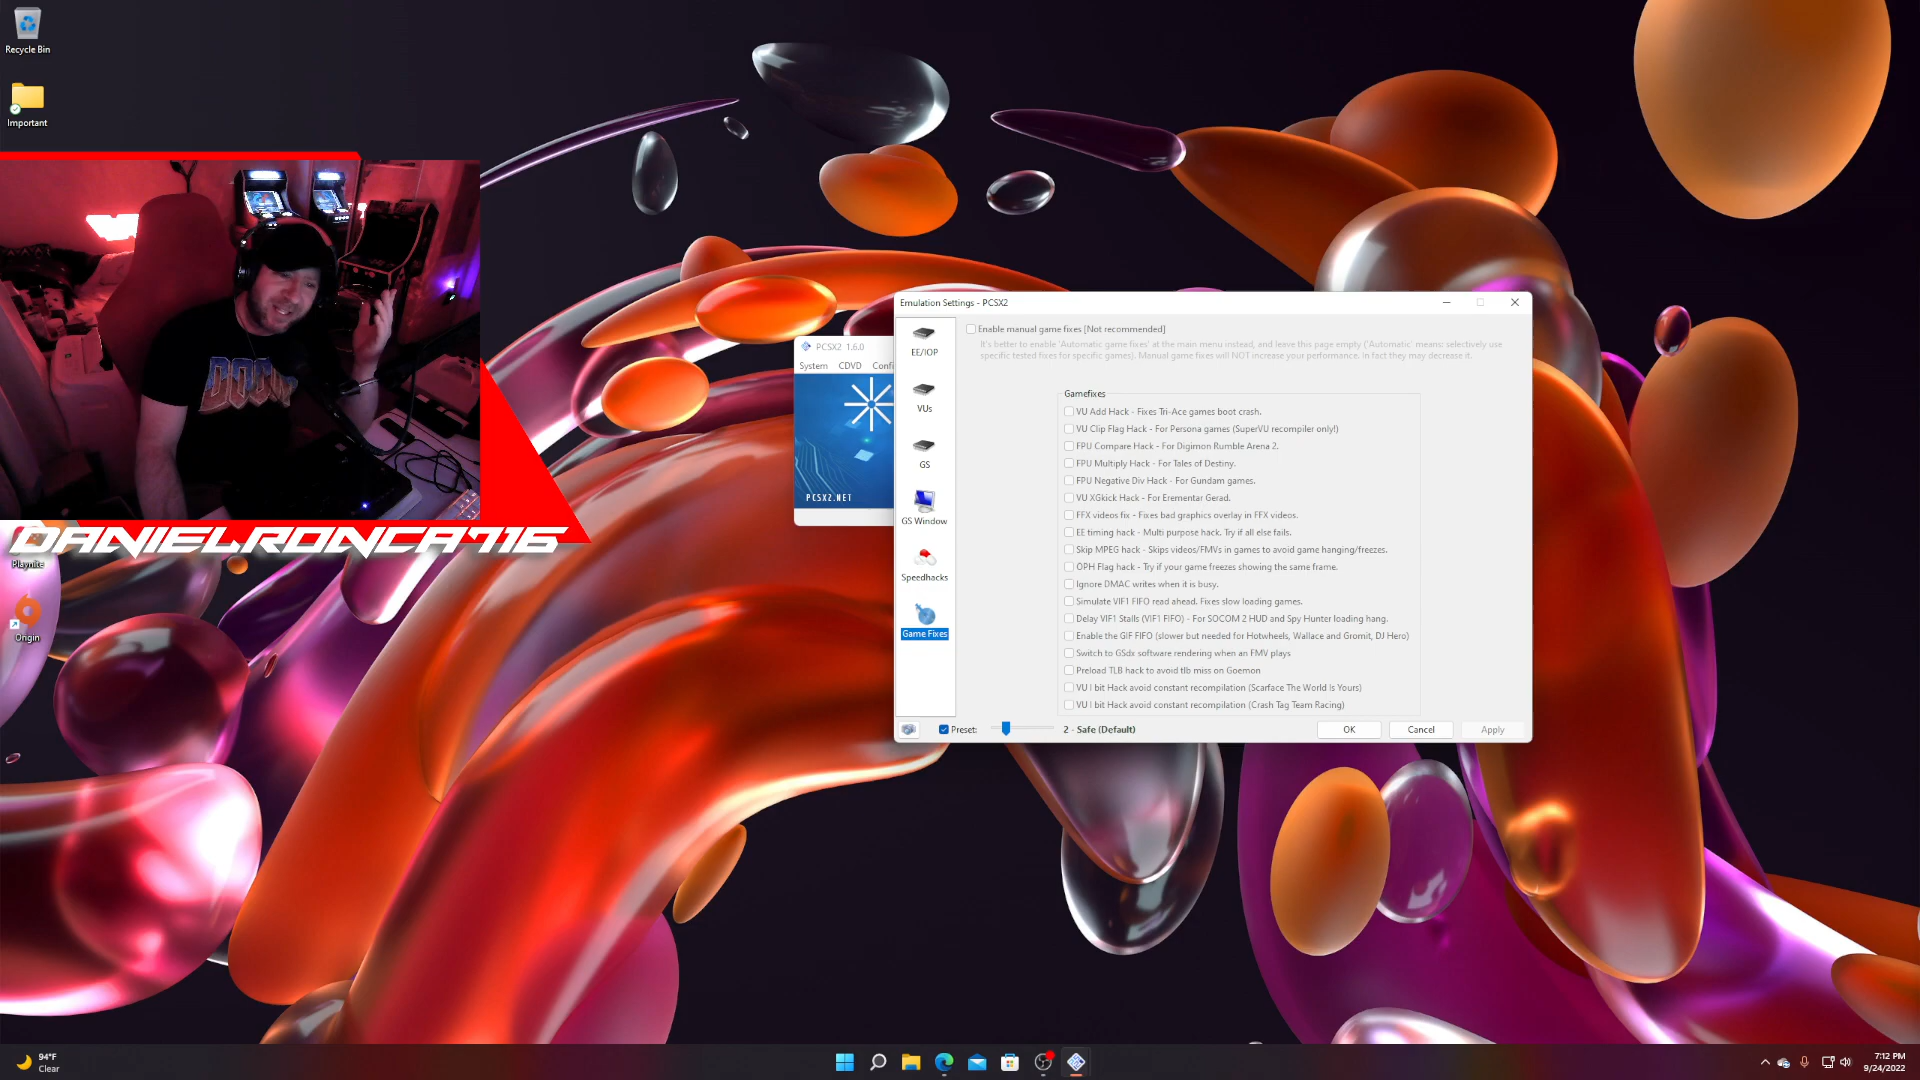 Recycle Bin
Important
DOOM
DANIELRONCA716
Playnite
Origin
PCSX2 1.6.0
System CDVD Confi
PCSX2.NET
Emulation Settings - PCSX2
EE/IOP
VUs
GS
GS Window
Speedhacks
Game Fixes
Enable manual game fixes [Not recommended]
It's better to enable 'Automatic game fixes' at the main menu instead, and leave this page empty ('Automatic' means: selectively use
specific tested fixes for specific games). Manual game fixes will NOT increase your performance. In fact they may decrease it.
Gamefixes
VU Add Hack - Fixes Tri-Ace games boot crash.
VU Clip Flag Hack - For Persona games (SuperVU recompiler only!)
FPU Compare Hack - For Digimon Rumble Arena 2.
FPU Multiply Hack - For Tales of Destiny.
FPU Negative Div Hack - For Gundam games.
VU XGkick Hack - For Erementar Gerad.
FFX videos fix - Fixes bad graphics overlay in FFX videos.
EE timing hack - Multi purpose hack. Try if all else fails.
Skip MPEG hack - Skips videos/FMVs in games to avoid game hanging/freezes.
OPH Flag hack - Try if your game freezes showing the same frame.
Ignore DMAC writes when it is busy.
Simulate VIF1 FIFO read ahead. Fixes slow loading games.
Delay VIF1 Stalls (VIF1 FIFO) - For SOCOM 2 HUD and Spy Hunter loading hang.
Enable the GIF FIFO (slower but needed for Hotwheels, Wallace and Gromit, DJ Hero)
Switch to GSdx software rendering when an FMV plays
Preload TLB hack to avoid tlb miss on Goemon
VU I bit Hack avoid constant recompilation (Scarface The World Is Yours)
VU I bit Hack avoid constant recompilation (Crash Tag Team Racing)
Preset: 2 - Safe (Default) OK Cancel Apply
94°F
Clear
7:12 PM
9/24/2022